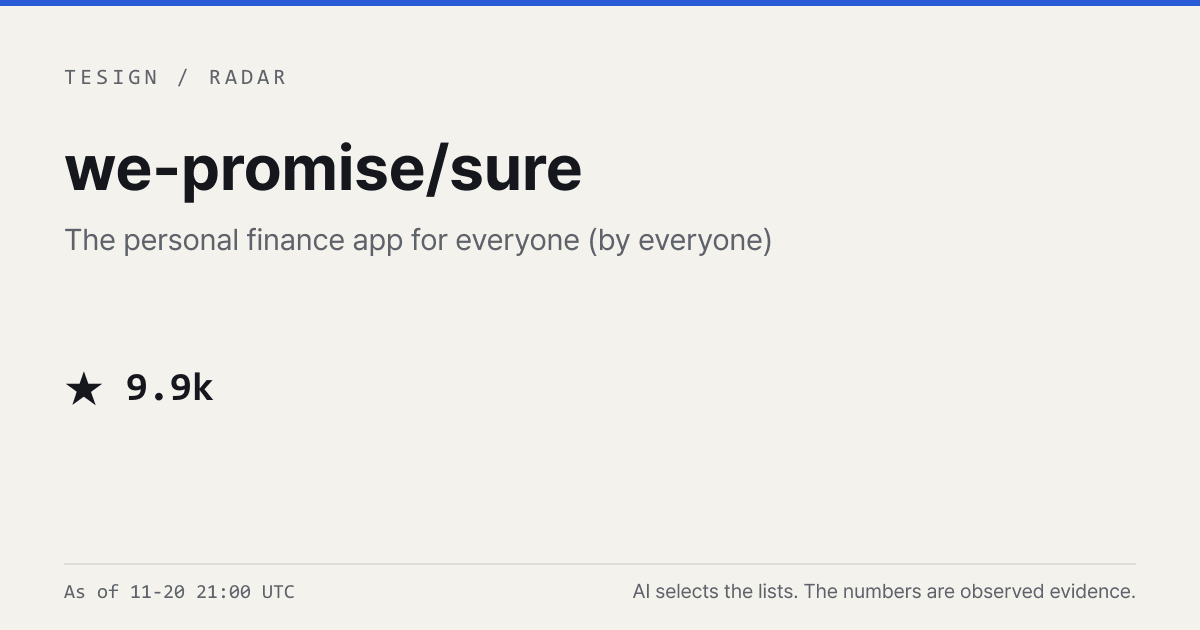 TESIGN / RADAR
we-promise/sure
The personal finance app for everyone (by everyone)
★ 9.9k
As of 11-20 21:00 UTC
AI selects the lists. The numbers are observed evidence.